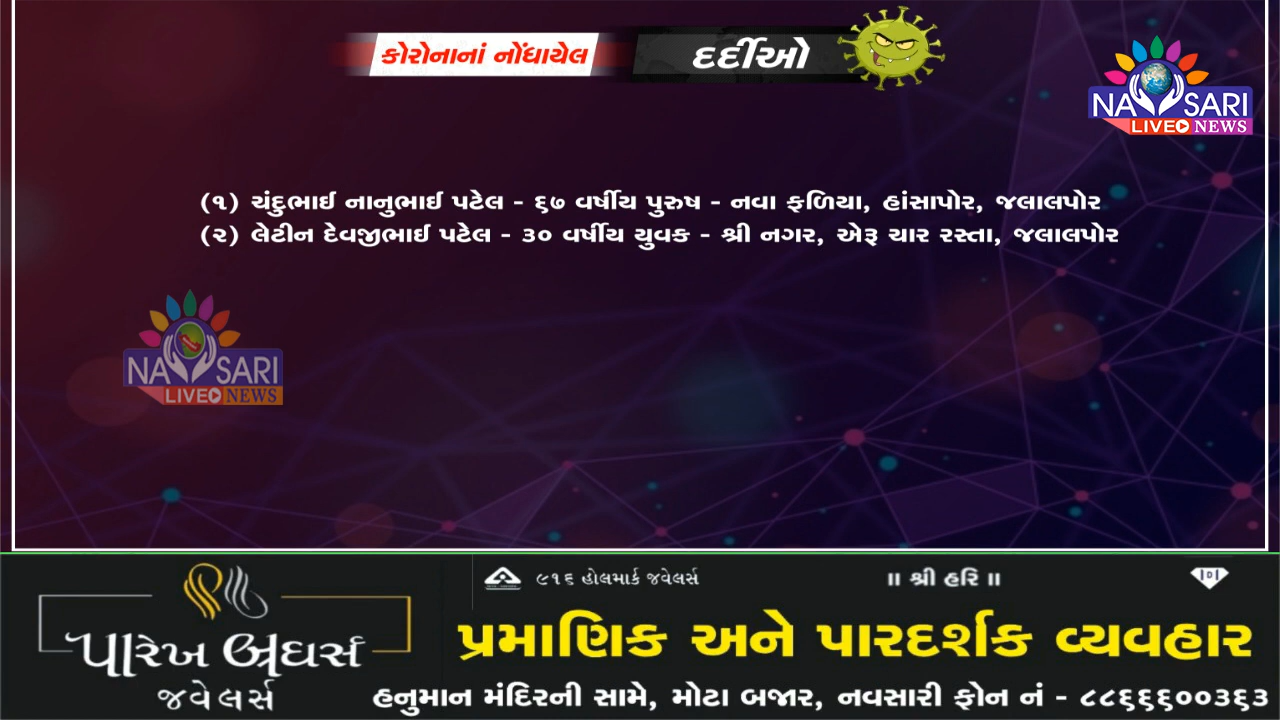 કોરોનાનાં નોંધાયેલ દર્દીઓ
NAVSARI
LIVE NEWS
(૧) ચંદુભાઈ નાનુભાઈ પટેલ - ૬૭ વર્ષીય પુરુષ - નવા ફળિયા, હાંસાપોર, જલાલપોર
(૨) લેટીન દેવજીભાઈ પટેલ - ૩૦ વર્ષીય યુવક - શ્રી નગર, એરૂ ચાર રસ્તા, જલાલપોર
NAVSARI
LIVE NEWS
૯૧૬ હોલમાર્ક જવેલર્સ
॥ શ્રી હરિ ॥
પારેખ બ્રધર્સ
જવેલર્સ
પ્રમાણિક અને પારદર્શક વ્યવહાર
હનુમાન મંદિરની સામે, મોટા બજાર, નવસારી ફોન નં - ૮૮૬૬૬૦૦૩૬૩